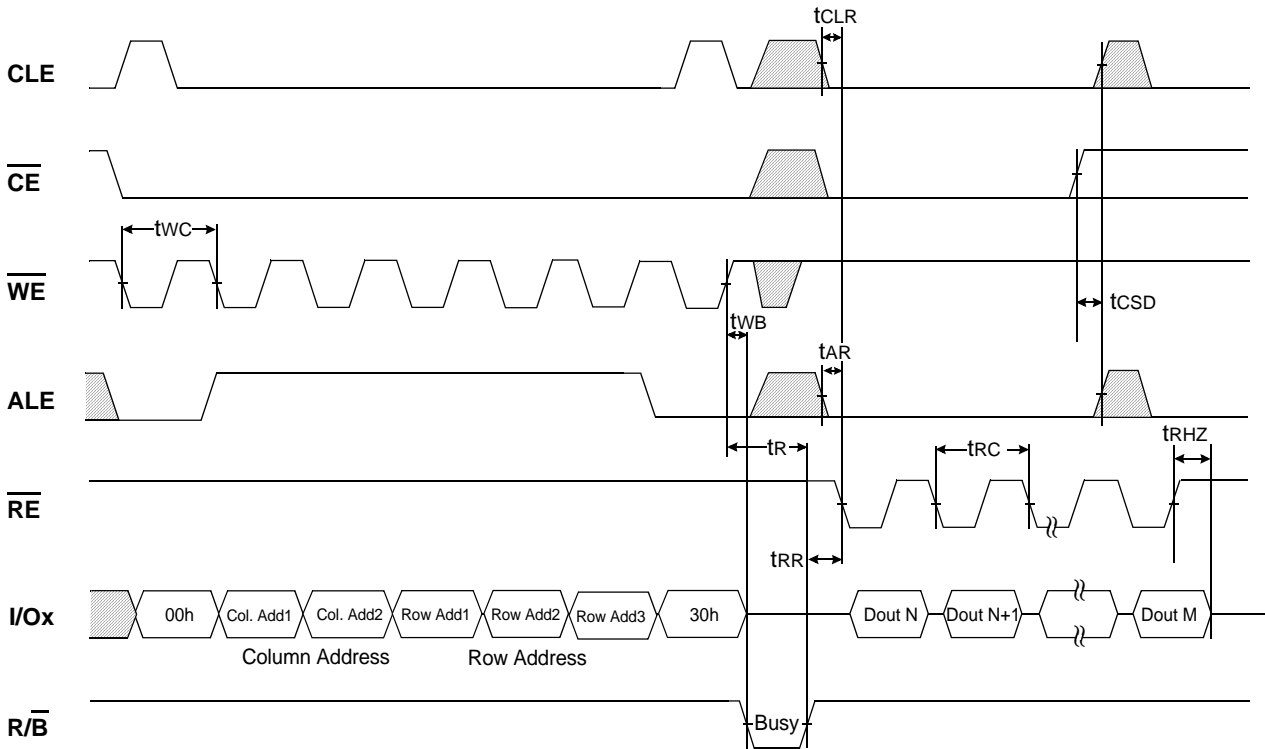 tCLR
CLE
CE
tWC
WE
tWB
tCSD
tAR
ALE
tR
tRC
tRHZ
RE
tRR
I/Ox
00h
Col. Add1
Col. Add2
Row Add1
Row Add2
Row Add3
30h
Dout N
Dout N+1
Dout M
Column Address
Row Address
R/B
Busy